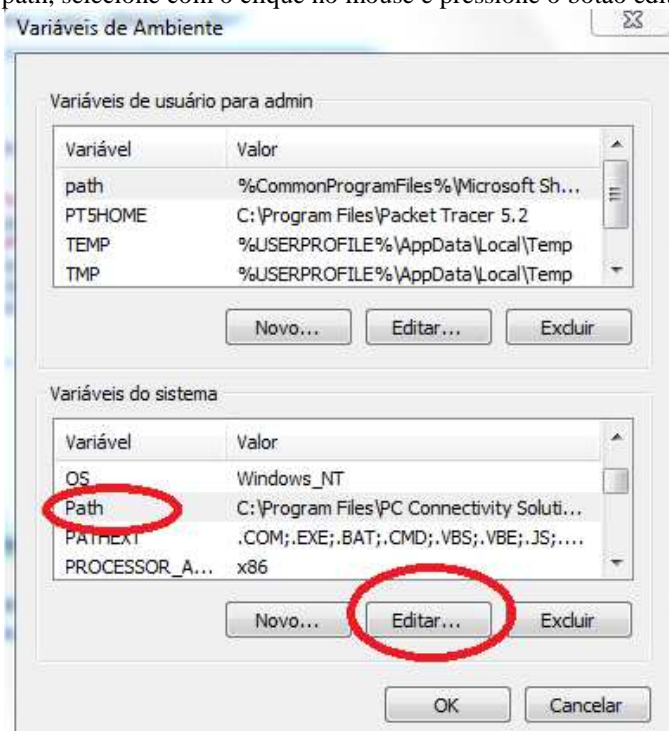 path, selecione com o clique no mouse e pressione o botão
Variáveis de Ambiente
Variáveis de usuário para admin
Variável Valor
path %CommonProgramFiles%\Microsoft Sh...
PT5HOME C:\Program Files\Packet Tracer 5.2
TEMP %USERPROFILE%\AppData\Local\Temp
TMP %USERPROFILE%\AppData\Local\Temp
Novo... Editar... Excluir
Variáveis do sistema
Variável Valor
OS Windows_NT
Path C:\Program Files\PC Connectivity Soluti...
PATHEXT .COM;.EXE;.BAT;.CMD;.VBS;.VBE;.JS;....
PROCESSOR_A... x86
Novo... Editar... Excluir
OK Cancelar